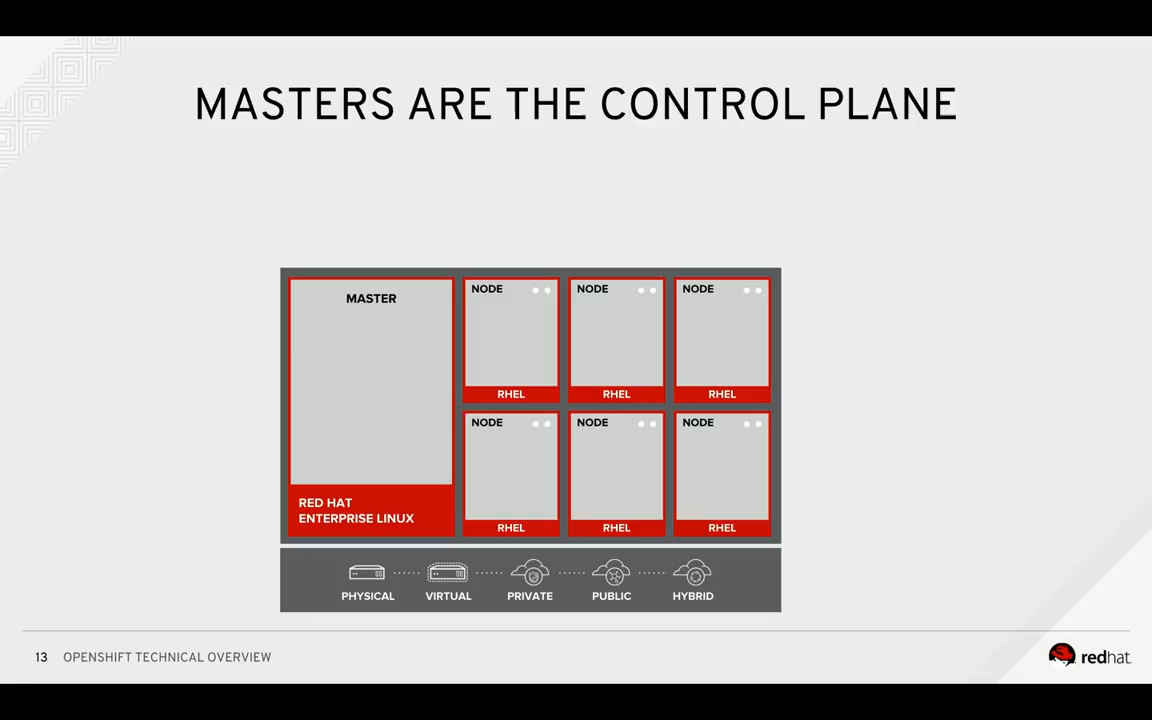 MASTERS ARE THE CONTROL PLANE
MASTER
NODE
NODE
NODE
RHEL
RHEL
RHEL
NODE
NODE
NODE
RED HAT
ENTERPRISE LINUX
RHEL
RHEL
RHEL
PHYSICAL
VIRTUAL
PRIVATE
PUBLIC
HYBRID
13 OPENSHIFT TECHNICAL OVERVIEW
redhat.